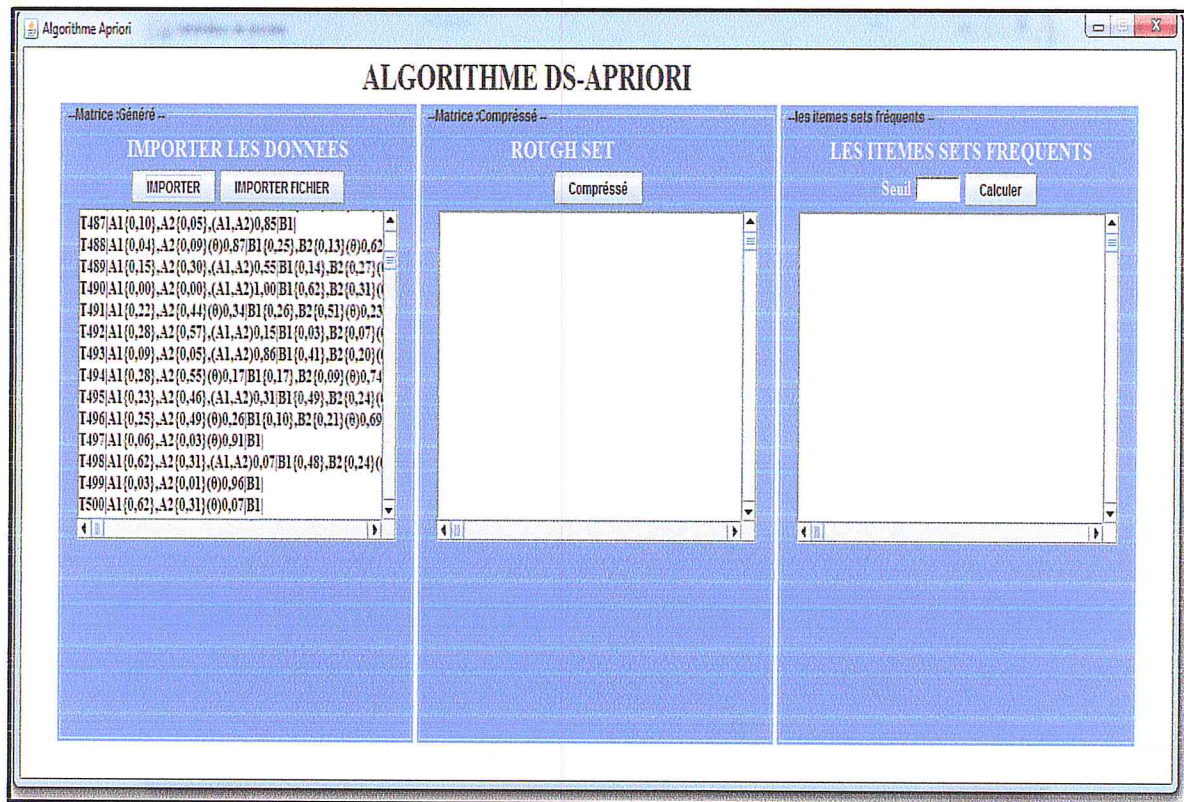 Algorithme Apriori
ALGORITHME DS-APRIORI
--Matrice :Généré --
IMPORTER LES DONNEES
IMPORTER IMPORTER FICHIER
T487|A1{0,10},A2{0,05},(A1,A2)0,85|B1|
T488|A1{0,04},A2{0,09}(θ)0,87|B1{0,25},B2{0,13}(θ)0,62
T489|A1{0,15},A2{0,30},(A1,A2)0,55|B1{0,14},B2{0,27}(
T490|A1{0,00},A2{0,00},(A1,A2)1,00|B1{0,62},B2{0,31}(
T491|A1{0,22},A2{0,44}(θ)0,34|B1{0,26},B2{0,51}(θ)0,23
T492|A1{0,28},A2{0,57},(A1,A2)0,15|B1{0,03},B2{0,07}(
T493|A1{0,09},A2{0,05},(A1,A2)0,86|B1{0,41},B2{0,20}(
T494|A1{0,28},A2{0,55}(θ)0,17|B1{0,17},B2{0,09}(θ)0,74
T495|A1{0,23},A2{0,46},(A1,A2)0,31|B1{0,49},B2{0,24}(
T496|A1{0,25},A2{0,49}(θ)0,26|B1{0,10},B2{0,21}(θ)0,69
T497|A1{0,06},A2{0,03}(θ)0,91|B1|
T498|A1{0,62},A2{0,31},(A1,A2)0,07|B1{0,48},B2{0,24}(
T499|A1{0,03},A2{0,01}(θ)0,96|B1|
T500|A1{0,62},A2{0,31}(θ)0,07|B1|
--Matrice :Compréssé --
ROUGH SET
Compréssé
--les itemes sets fréquents --
LES ITEMES SETS FREQUENTS
Seuil Calculer